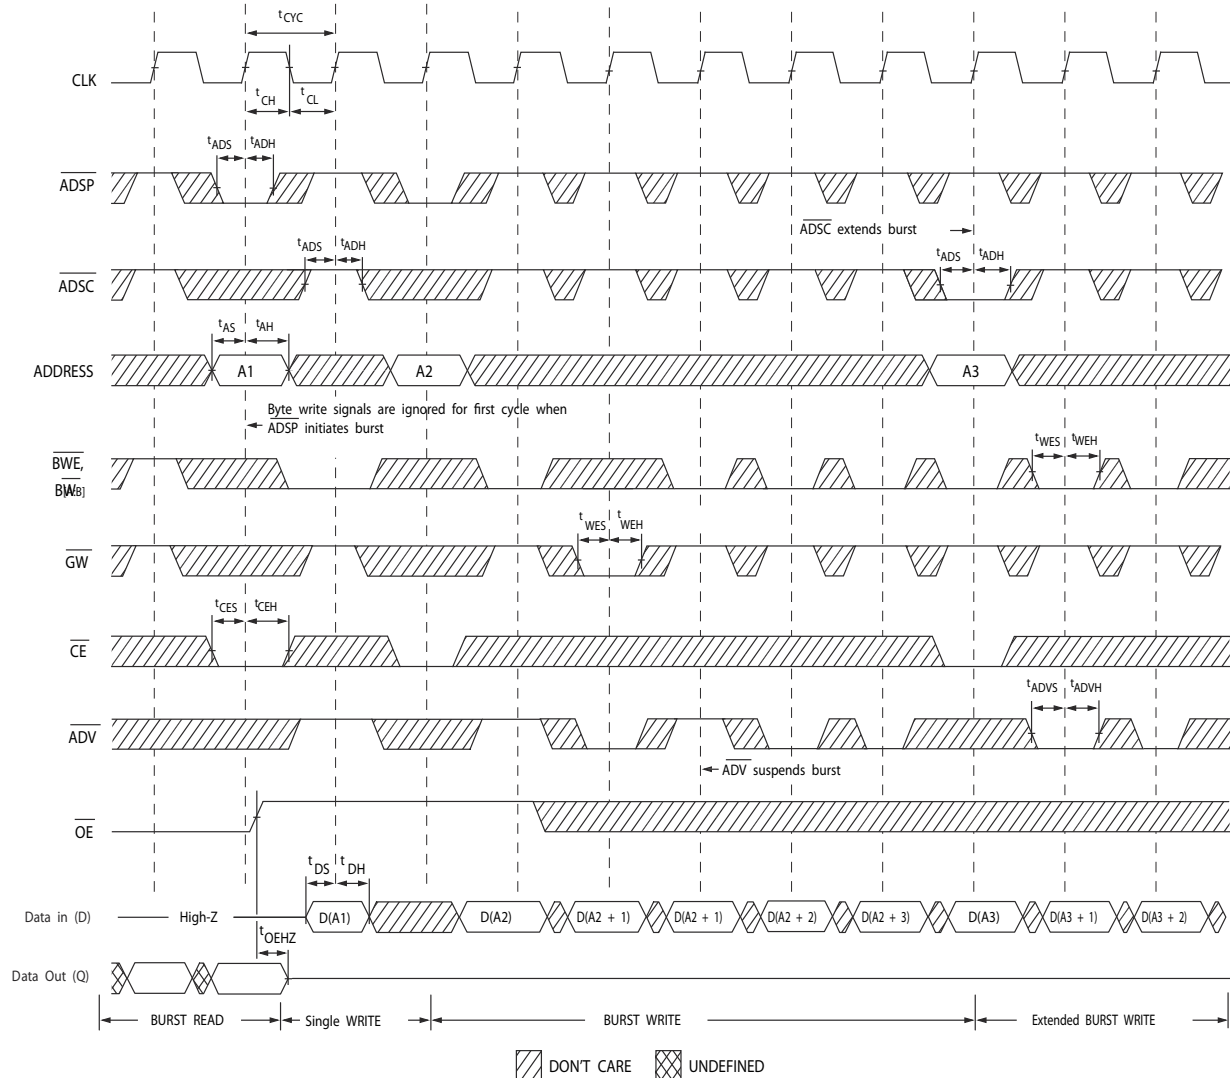 tCYC
CLK
tCH
tCL
tADS
tADH
ADSP
ADSC extends burst
tADS
tADH
tADS
tADH
ADSC
tAS
tAH
ADDRESS
A1
A2
A3
Byte write signals are ignored for first cycle when
ADSP initiates burst
tWES
tWEH
BWE,
BW[A:B]
tWES
tWEH
GW
tCES
tCEH
CE
tADVS
tADVH
ADV
ADV suspends burst
OE
tDS
tDH
Data in (D)
High-Z
D(A1)
D(A2)
D(A2 + 1)
D(A2 + 1)
D(A2 + 2)
D(A2 + 3)
D(A3)
D(A3 + 1)
D(A3 + 2)
tOEHZ
Data Out (Q)
BURST READ
Single WRITE
BURST WRITE
Extended BURST WRITE
DON'T CARE
UNDEFINED